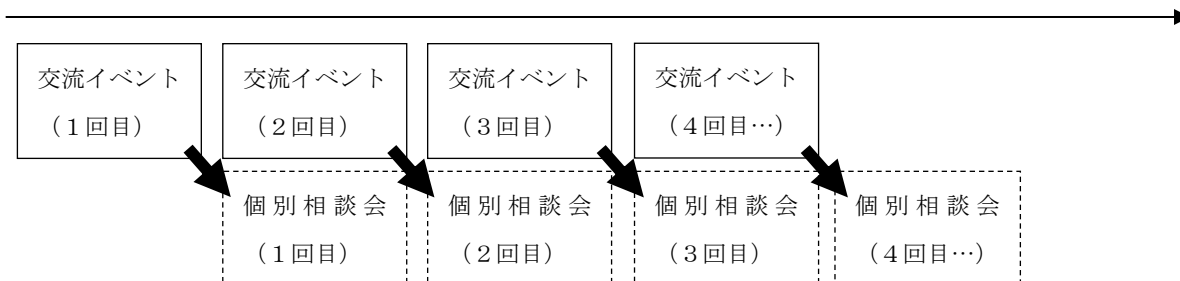 交流イベント
(1回目)
交流イベント
(2回目)
交流イベント
(3回目)
交流イベント
(4回目…)
個別相談会
(1回目)
個別相談会
(2回目)
個別相談会
(3回目)
個別相談会
(4回目…)